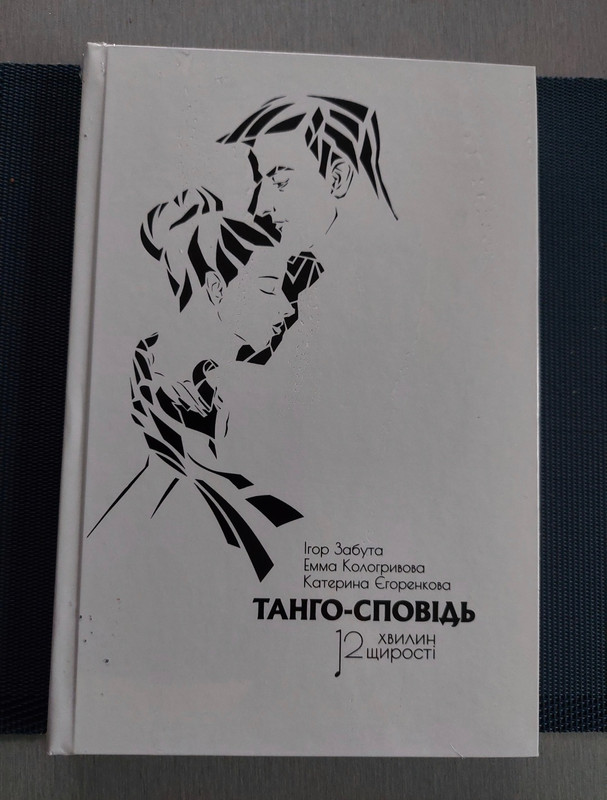 Ігор Забута
Емма Кологривова
Катерина Єгоренкова
ТАНГО-СПОВІДЬ
12 хвилин
щирості